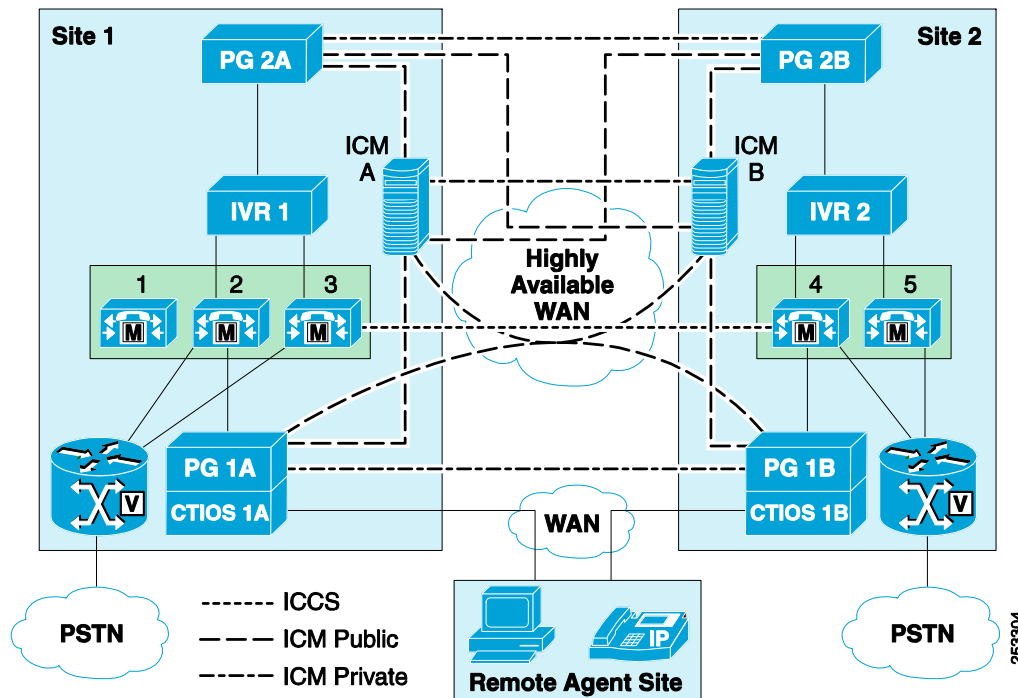 Site 1
Site 2
PG 2A
PG 2B
ICM
A
ICM
B
IVR 1
IVR 2
Highly
Available
WAN
1
2
3
4
5
M
M
M
M
M
PG 1A
CTIOS 1A
PG 1B
CTIOS 1B
V
V
WAN
PSTN
PSTN
ICCS
ICM Public
ICM Private
IP
Remote Agent Site
253304